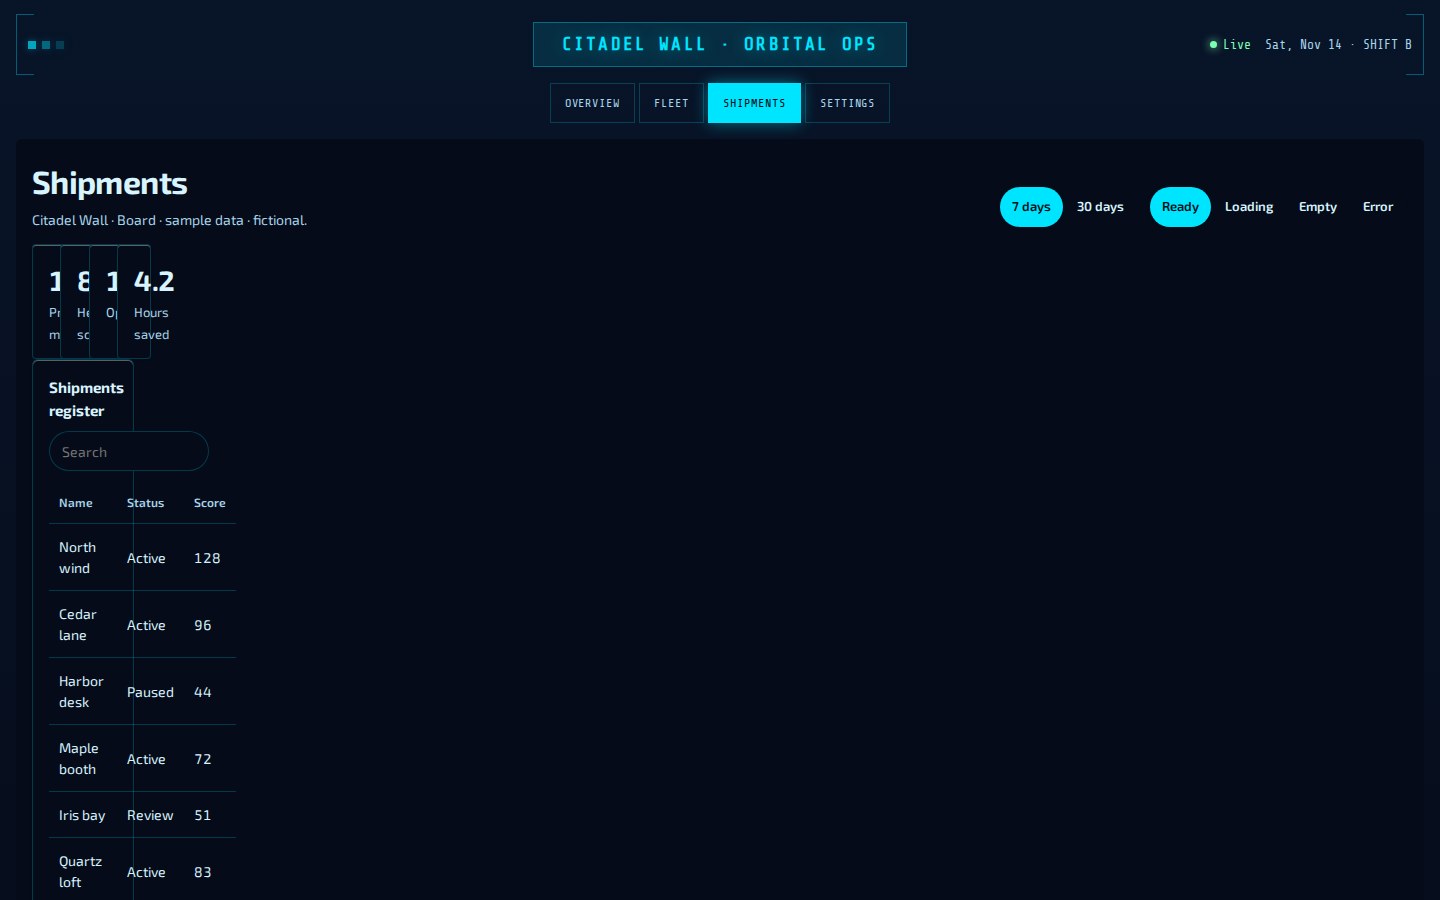 CITADEL WALL · ORBITAL OPS
Live Sat, Nov 14 · SHIFT B
OVERVIEW FLEET SHIPMENTS SETTINGS
Shipments
Citadel Wall · Board · sample data · fictional.
7 days 30 days Ready Loading Empty Error
4.2
Hours
saved
Shipments
register
Search
Name Status Score
North
wind
Active 128
Cedar
lane
Active 96
Harbor
desk
Paused 44
Maple
booth
Active 72
Iris bay Review 51
Quartz
loft
Active 83